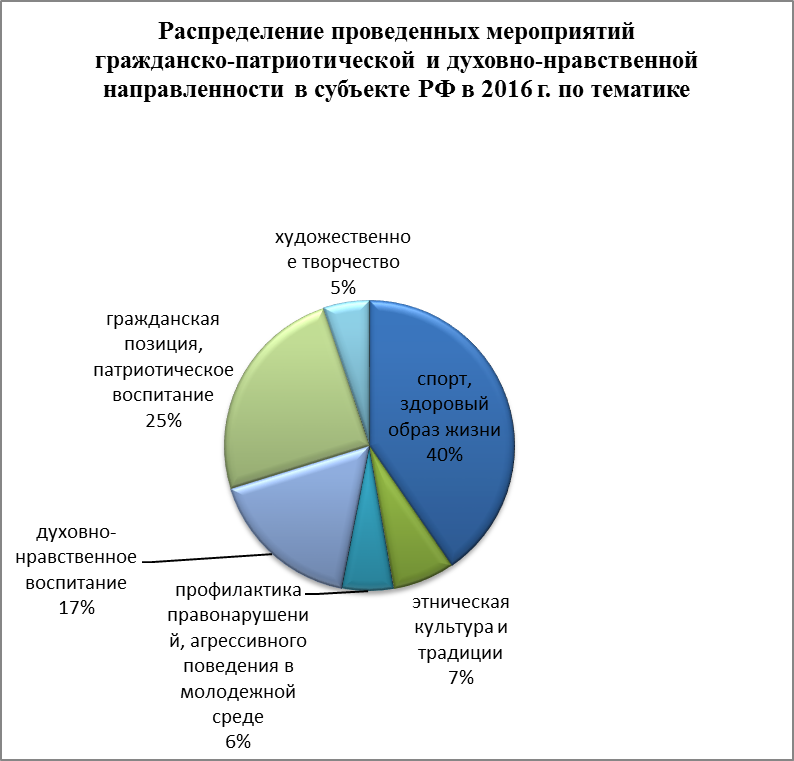 Распределение проведенных мероприятий
гражданско-патриотической и духовно-нравственной
направленности в субъекте РФ в 2016 г. по тематике
художественно
е творчество
5%
гражданская
позиция,
патриотическое
воспитание
25%
спорт,
здоровый
образ жизни
40%
духовно-
нравственное
воспитание
17%
профилактика
правонарушени
й, агрессивного
поведения в
молодежной
среде
6%
этническая
культура и
традиции
7%